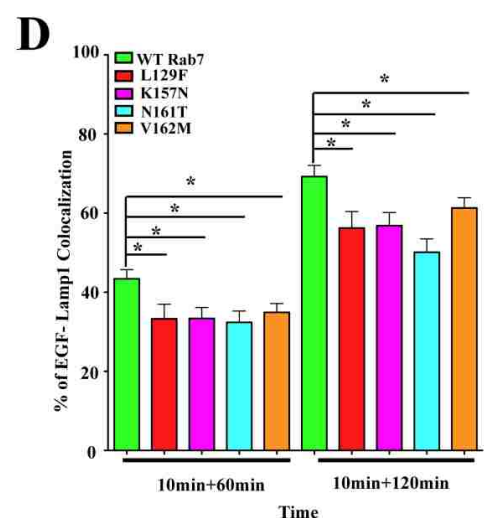 D
100
80
60
40
20
0
% of EGF- Lamp1 Colocalization
WT Rab7
L129F
K157N
N161T
V162M
*
*
*
*
*
*
*
*
10min+60min
10min+120min
Time